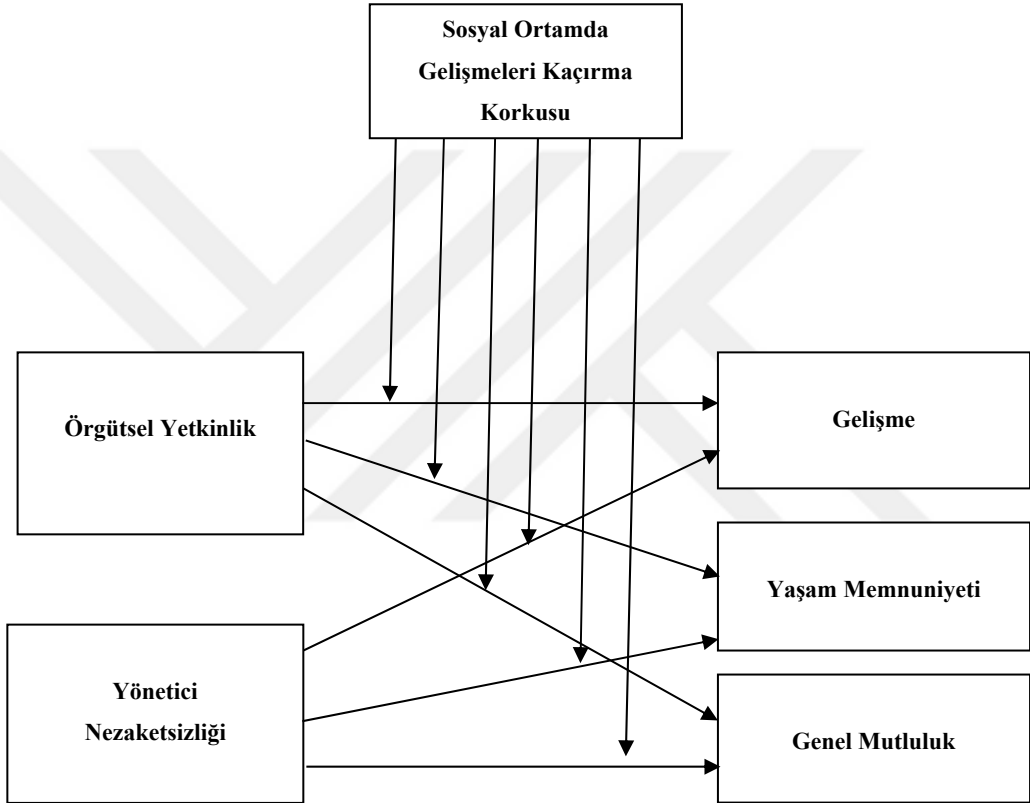 Sosyal Ortamda
Gelişmeleri Kaçırma
Korkusu
Örgütsel Yetkinlik
Gelişme
Yaşam Memnuniyeti
Yönetici
Nezaketsizliği
Genel Mutluluk